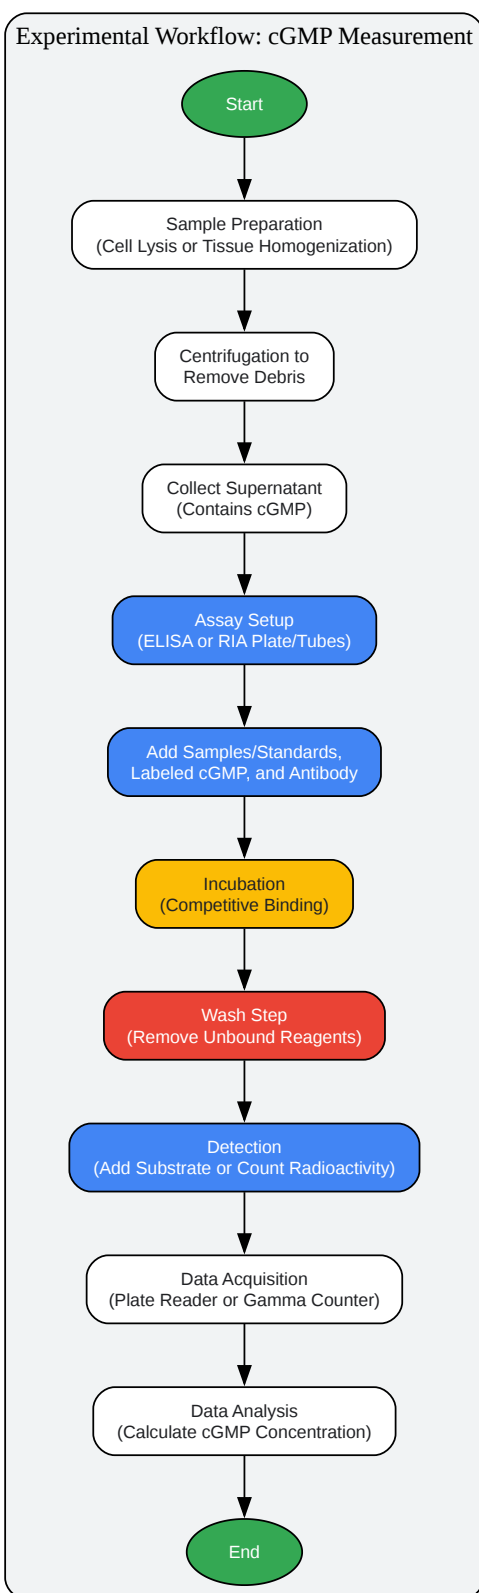 Experimental Workflow: cGMP Measurement
Start
Sample Preparation
(Cell Lysis or Tissue Homogenization)
Centrifugation to
Remove Debris
Collect Supernatant
(Contains cGMP)
Assay Setup
(ELISA or RIA Plate/Tubes)
Add Samples/Standards,
Labeled cGMP, and Antibody
Incubation
(Competitive Binding)
Wash Step
(Remove Unbound Reagents)
Detection
(Add Substrate or Count Radioactivity)
Data Acquisition
(Plate Reader or Gamma Counter)
Data Analysis
(Calculate cGMP Concentration)
End